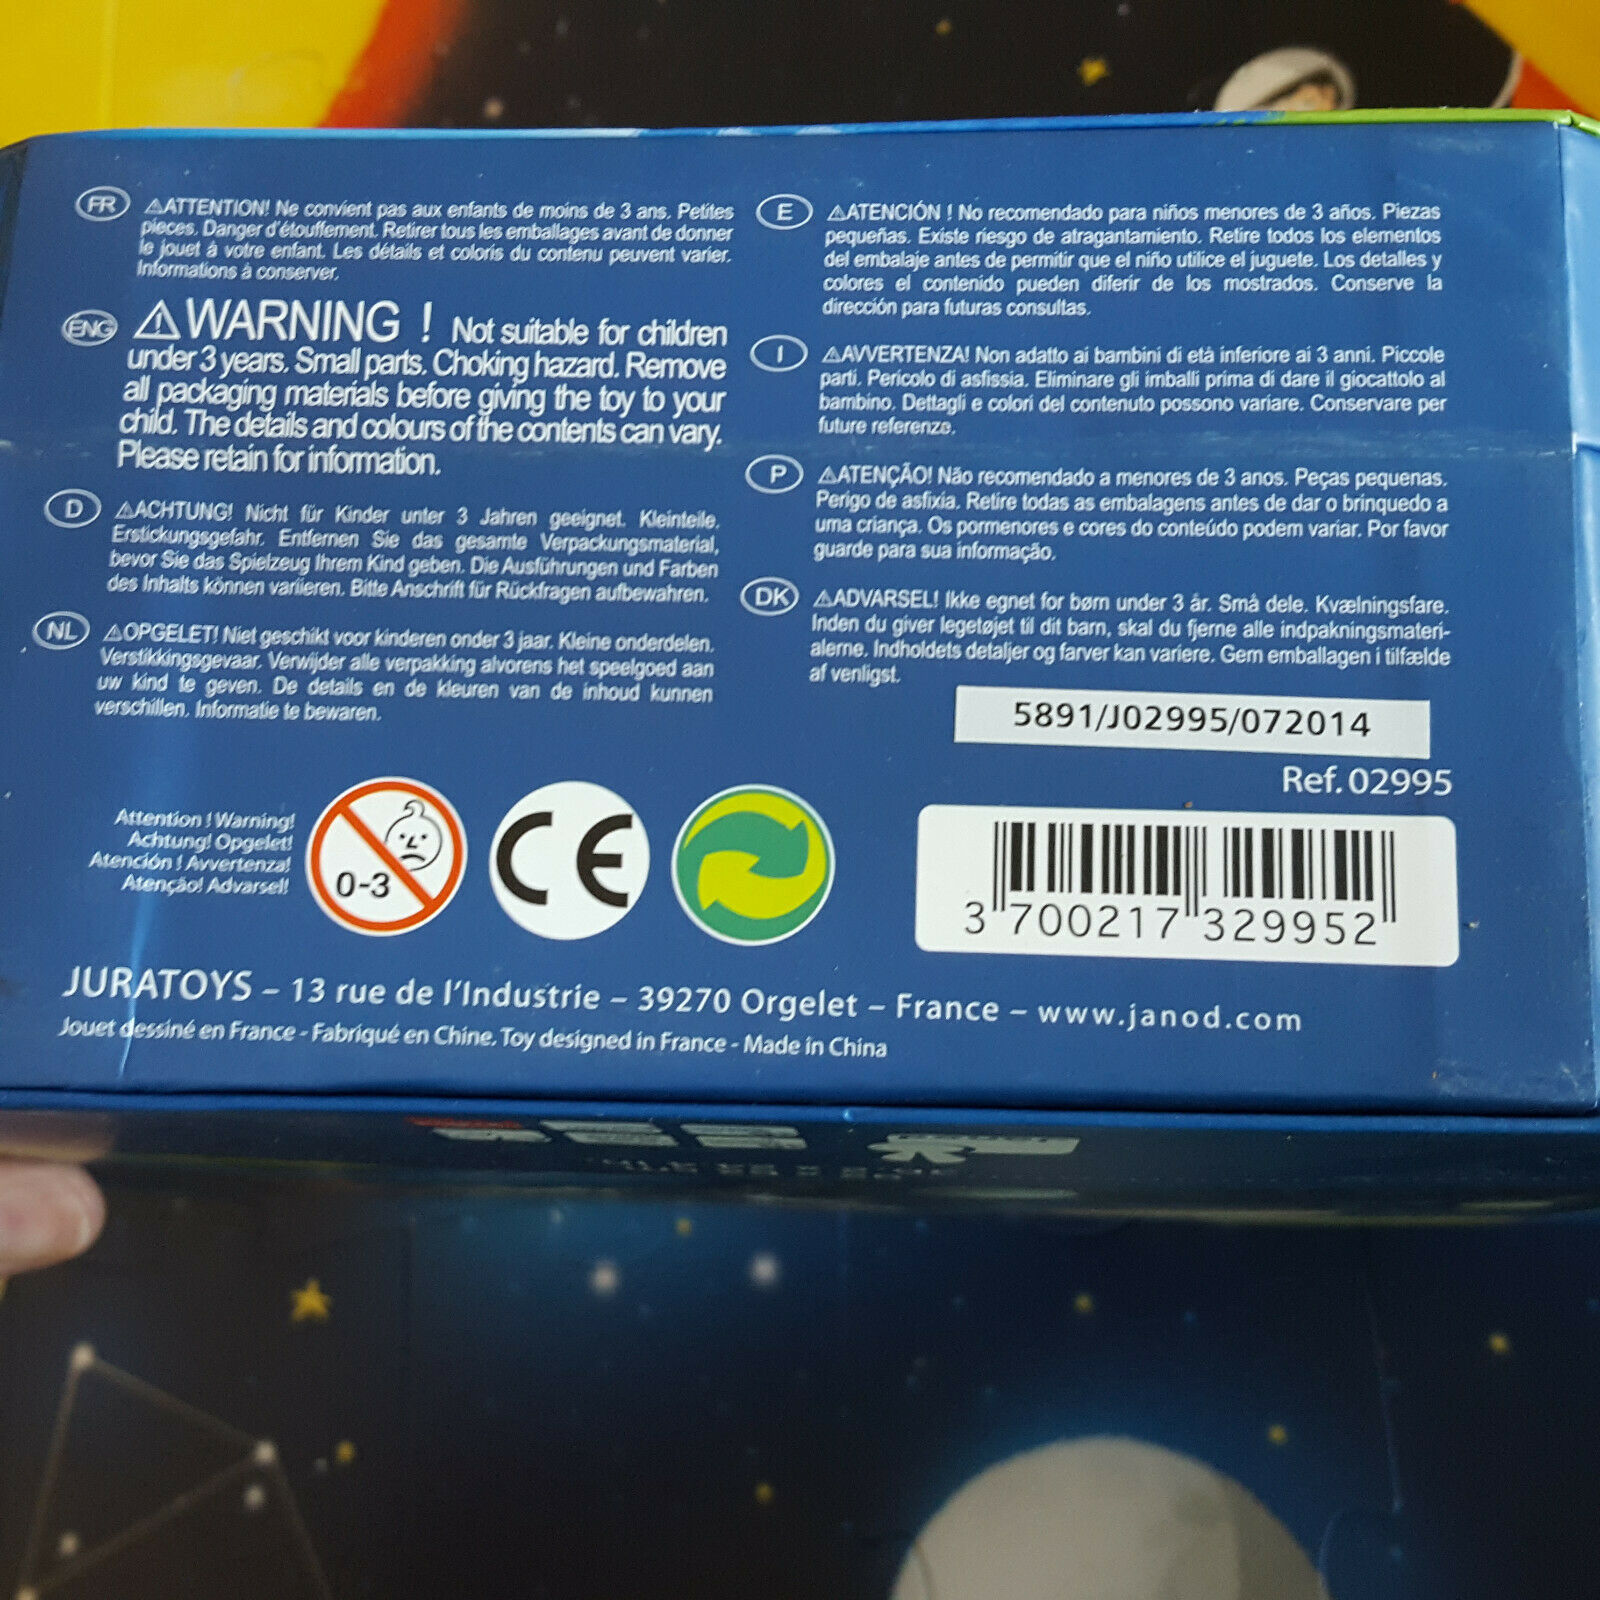 FR ⚠ATTENTION! Ne convient pas aux enfants de moins de 3 ans. Petites
pieces. Danger d'étouffement. Retirer tous les emballages avant de donner
le jouet à votre enfant. Les détails et coloris du contenu peuvent varier.
Informations à conserver.
ENG ⚠WARNING ! Not suitable for children
under 3 years. Small parts. Choking hazard. Remove
all packaging materials before giving the toy to your
child. The details and colours of the contents can vary.
Please retain for information.
D ⚠ACHTUNG! Nicht für Kinder unter 3 Jahren geeignet. Kleinteile.
Erstickungsgefahr. Entfernen Sie das gesamte Verpackungsmaterial,
bevor Sie das Spielzeug Ihrem Kind geben. Die Ausführungen und Farben
des Inhalts können variieren. Bitte Anschrift für Rückfragen aufbewahren.
NL ⚠OPGELET! Niet geschikt voor kinderen onder 3 jaar. Kleine onderdelen.
Verstikkingsgevaar. Verwijder alle verpakking alvorens het speelgoed aan
uw kind te geven. De details en de kleuren van de inhoud kunnen
verschillen. Informatie te bewaren.
E ⚠ATENCIÓN ! No recomendado para niños menores de 3 años. Piezas
pequeñas. Existe riesgo de atragantamiento. Retire todos los elementos
del embalaje antes de permitir que el niño utilice el juguete. Los detalles y
colores el contenido pueden diferir de los mostrados. Conserve la
dirección para futuras consultas.
I ⚠AVVERTENZA! Non adatto ai bambini di età inferiore ai 3 anni. Piccole
parti. Pericolo di asfissia. Eliminare gli imballi prima di dare il giocattolo al
bambino. Dettagli e colori del contenuto possono variare. Conservare per
future referenze.
P ⚠ATENÇÃO! Não recomendado a menores de 3 anos. Peças pequenas.
Perigo de asfixia. Retire todas as embalagens antes de dar o brinquedo a
uma criança. Os pormenores e cores do conteúdo podem variar. Por favor
guarde para sua informação.
DK ⚠ADVARSEL! Ikke egnet for børn under 3 år. Små dele. Kvælningsfare.
Inden du giver legetøjet til dit barn, skal du fjerne alle indpakningsmateri-
alerne. Indholdets detaljer og farver kan variere. Gem emballagen i tilfælde
af venligst.
5891/J02995/072014
Ref. 02995
Attention ! Warning!
Achtung! Opgelet!
Atención ! Avvertenza!
Atenção! Advarsel!
0-3
CE
3 700217 329952
JURATOYS – 13 rue de l'Industrie – 39270 Orgelet – France – www.janod.com
Jouet dessiné en France - Fabriqué en Chine. Toy designed in France - Made in China